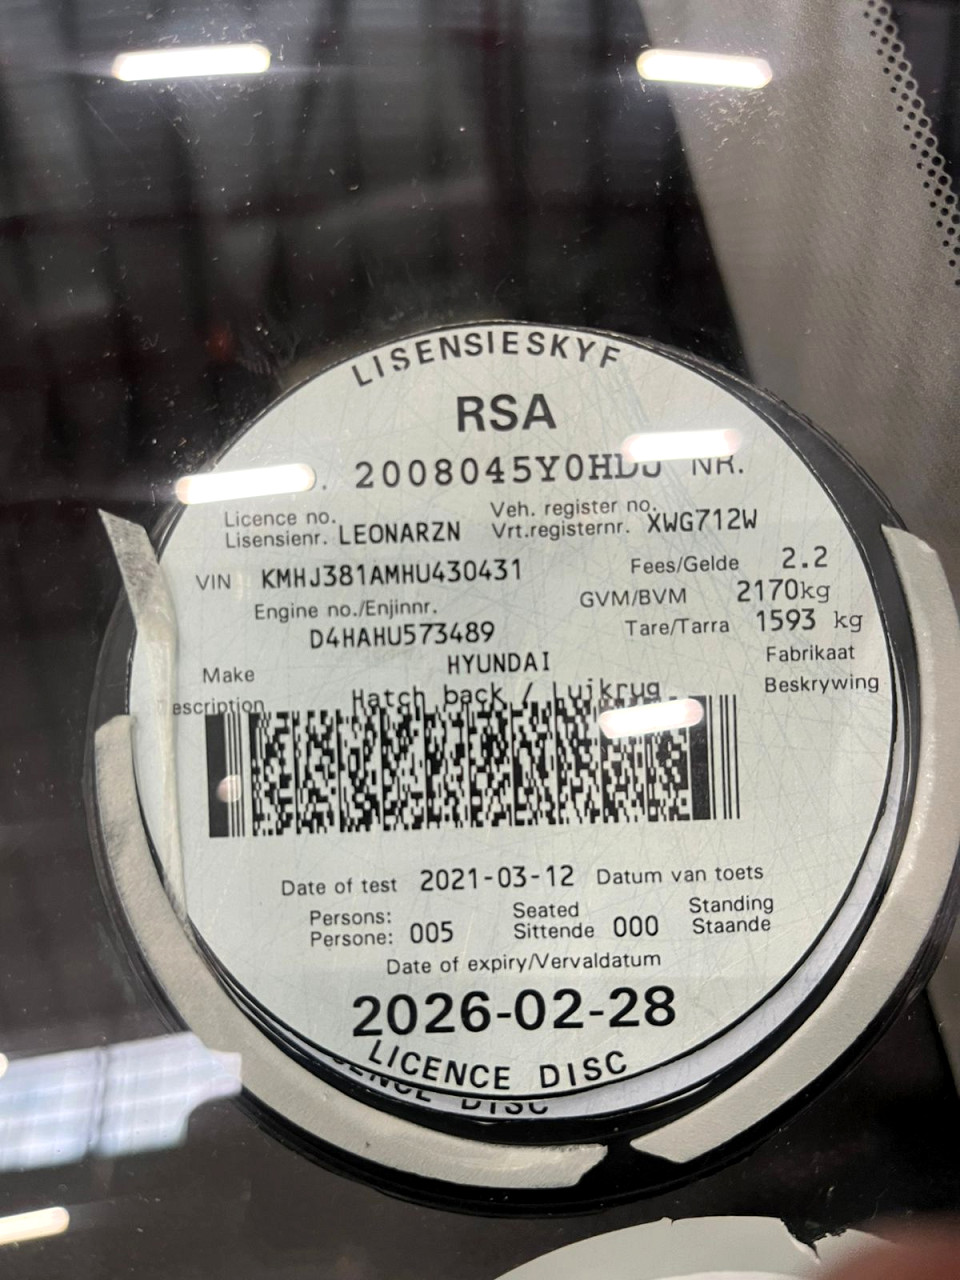 LISENSIESKYF
RSA
2008045Y0HDJ NR.
Licence no. Veh. register no.
Lisensienr. LEONARZN Vrt.registernr. XWG712W
VIN KMHJ381AMHU430431 Fees/Gelde 2.2
Engine no./Enjinnr. GVM/BVM 2170kg
D4HAHU573489 Tare/Tarra 1593 kg
Make HYUNDAI Fabrikaat
escription Hatch back / Luikrug Beskrywing
Date of test 2021-03-12 Datum van toets
Persons: Seated Standing
Persone: 005 Sittende 000 Staande
Date of expiry/Vervaldatum
2026-02-28
LICENCE DISC
DISC